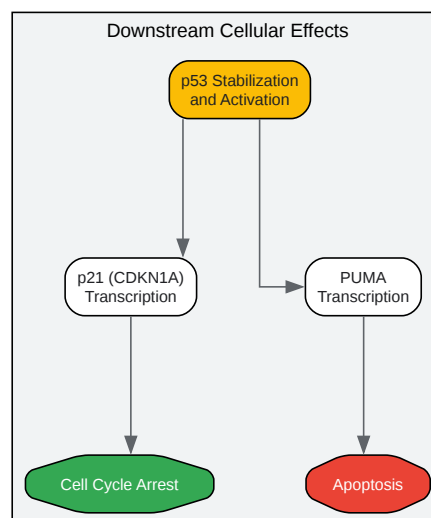 Downstream Cellular Effects
p53 Stabilization
and Activation
p21 (CDKN1A)
Transcription
PUMA
Transcription
Cell Cycle Arrest
Apoptosis